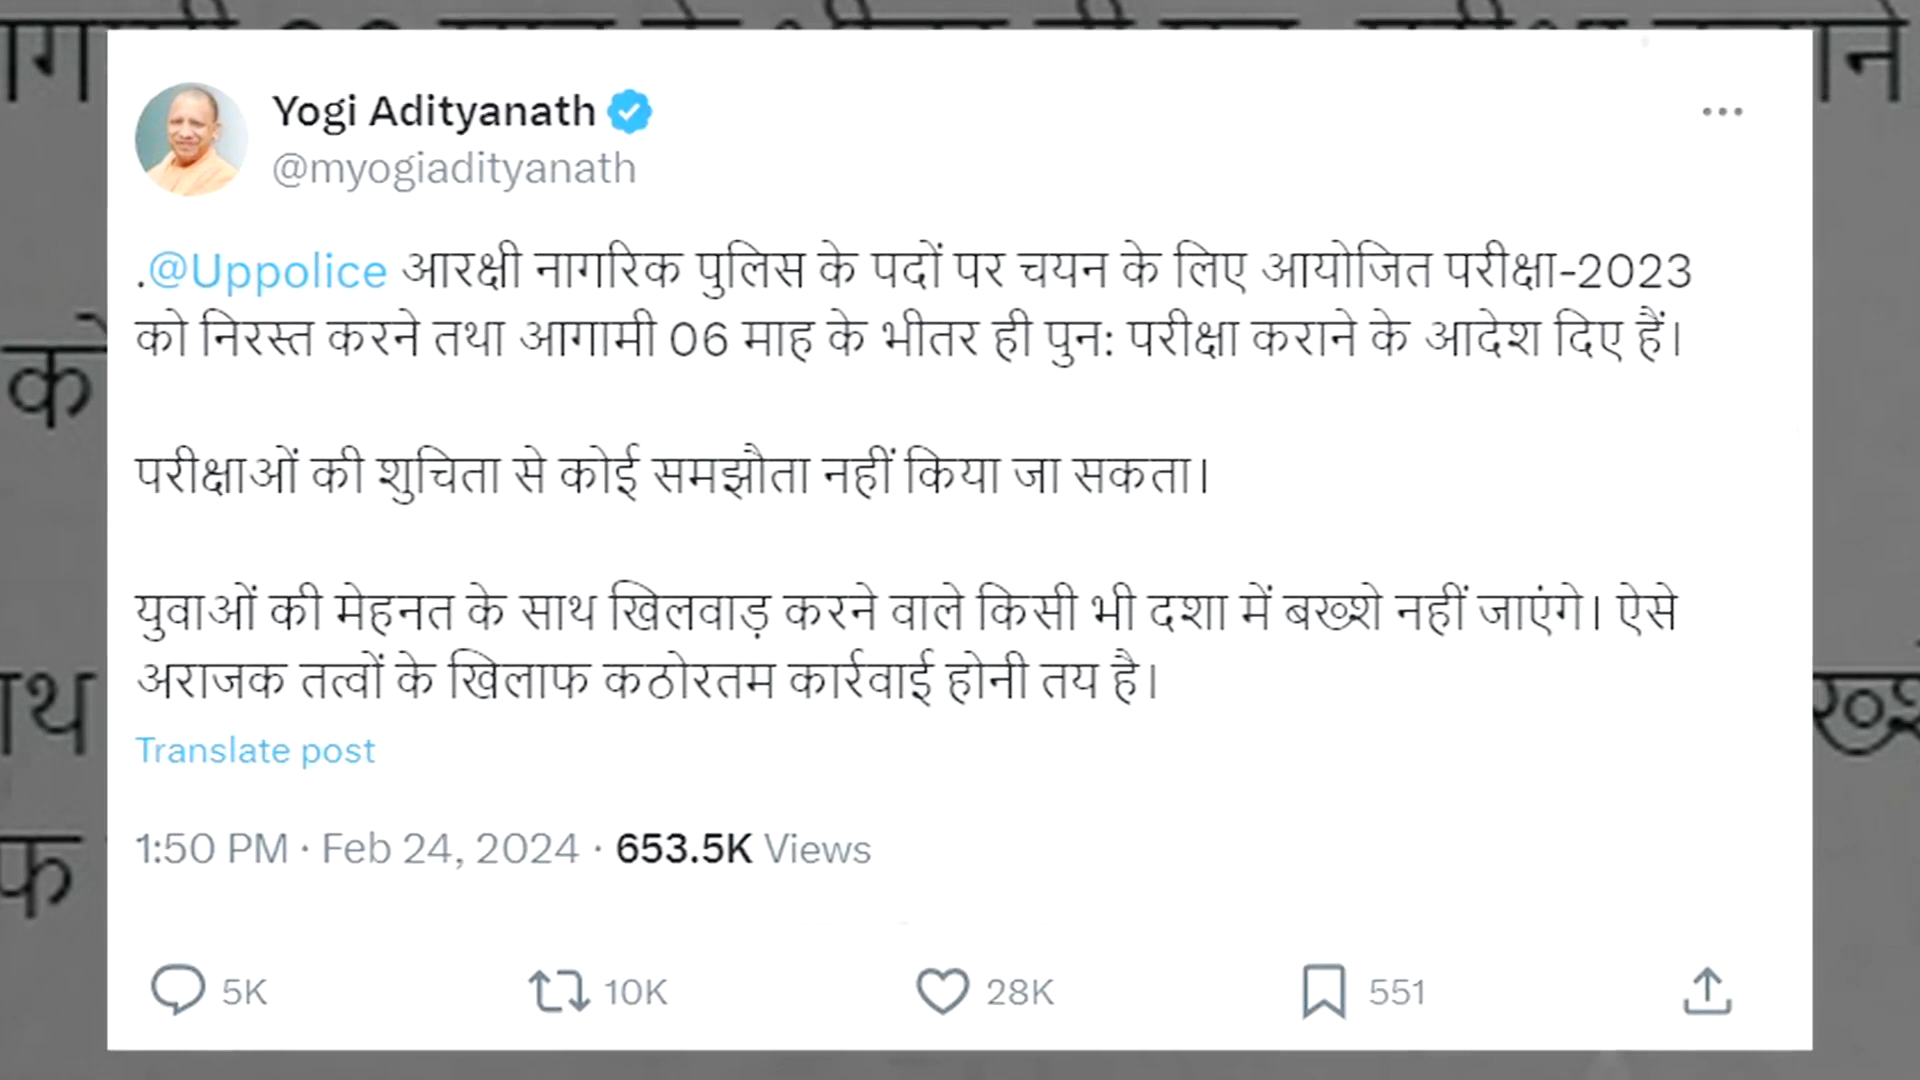 Yogi Adityanath
@myogiadityanath
.@Uppolice आरक्षी नागरिक पुलिस के पदों पर चयन के लिए आयोजित परीक्षा-2023
को निरस्त करने तथा आगामी 06 माह के भीतर ही पुन: परीक्षा कराने के आदेश दिए हैं।
परीक्षाओं की शुचिता से कोई समझौता नहीं किया जा सकता।
युवाओं की मेहनत के साथ खिलवाड़ करने वाले किसी भी दशा में बख्शे नहीं जाएंगे। ऐसे
अराजक तत्वों के खिलाफ कठोरतम कार्रवाई होनी तय है।
Translate post
1:50 PM · Feb 24, 2024 · 653.5K Views
5K 10K 28K 551